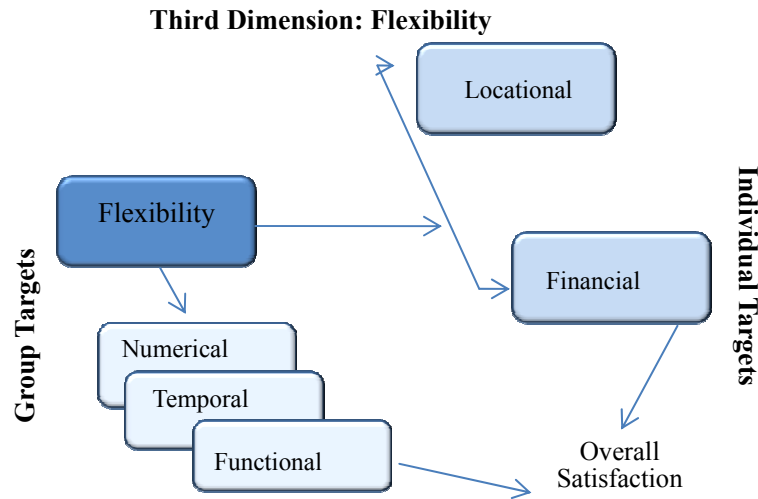 Third Dimension: Flexibility
Locational
Flexibility
Financial
Group Targets
Individual Targets
Numerical
Temporal
Functional
Overall
Satisfaction